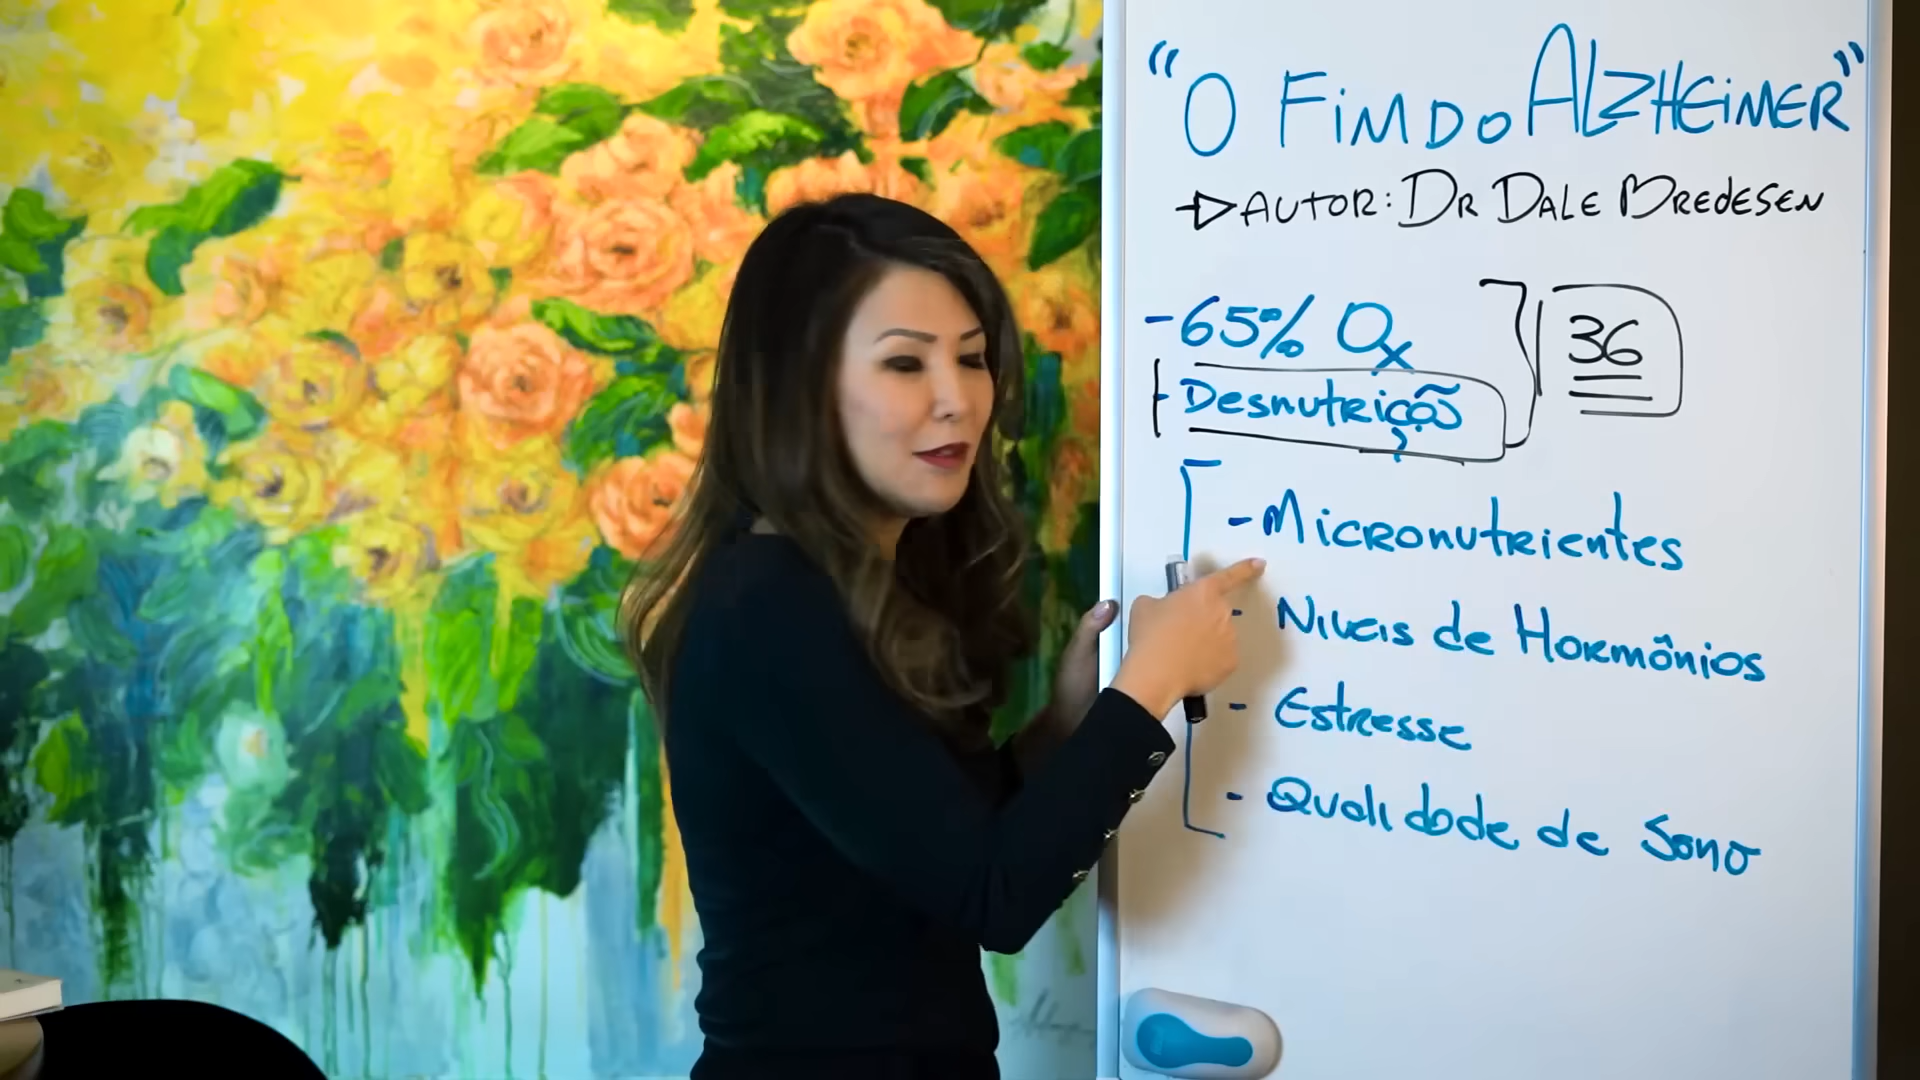 "O FIM DO ALZHEIMER"
AUTOR: DR DALE BREDESEN
- 65% Ox
- Desnutrição
36
- Micronutrientes
- Níveis de Hormônios
- Estresse
- Qualidade de Sono